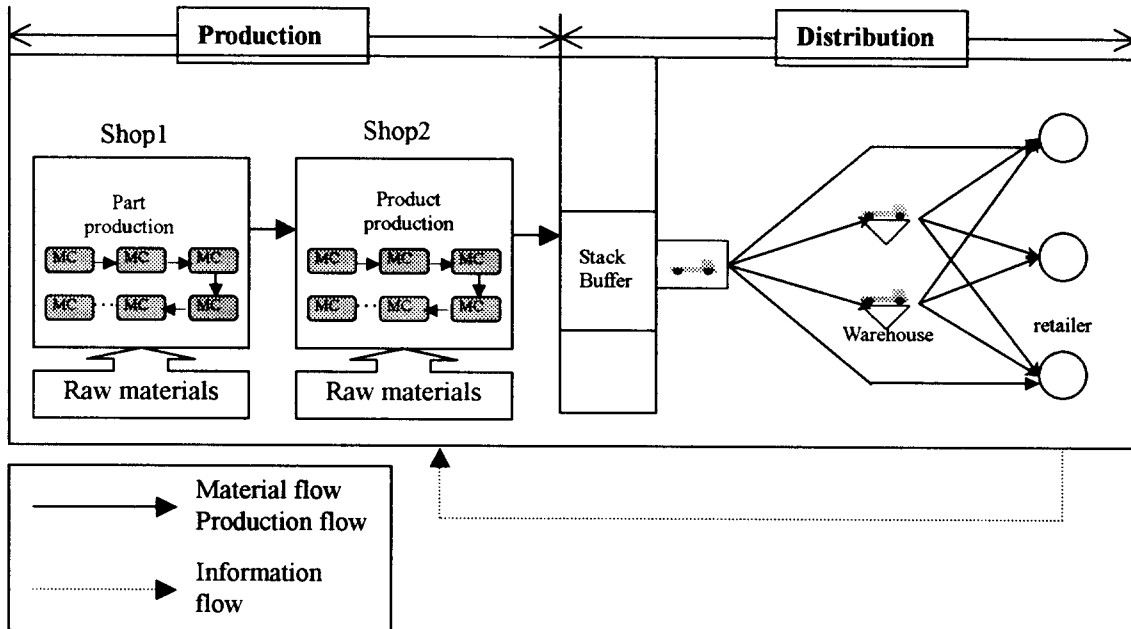 Production
Distribution
Shop1
Shop2
Part
production
MC MC MC
MC MC MC
Product
production
MC MC MC
MC MC MC
Stack
Buffer
Warehouse
retailer
Raw materials
Raw materials
Material flow
Production flow
Information
flow